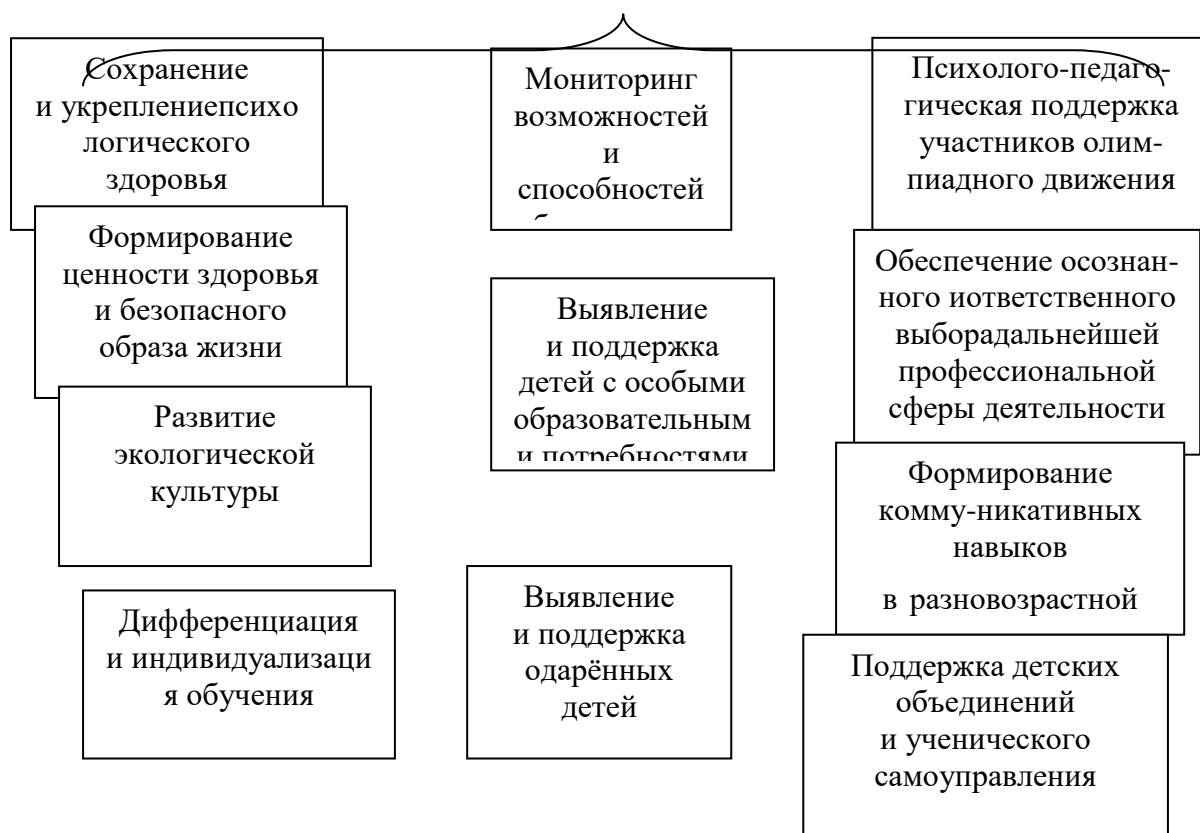 Сохранение
и укреплениепсихо
логического
здоровья
Формирование
ценности здоровья
и безопасного
образа жизни
Развитие
экологической
культуры
Дифференциация
и индивидуализаци
я обучения
Мониторинг
возможностей
и
способностей
Выявление
и поддержка
детей с особыми
образовательным
и потребностями
Выявление
и поддержка
одарённых
детей
Психолого-педаго-
гическая поддержка
участников олим-
пиадного движения
Обеспечение осознан-
ного иответственного
выборадальнейшей
профессиональной
сферы деятельности
Формирование
комму-никативных
навыков
в разновозрастной
Поддержка детских
объединений
и ученического
самоуправления